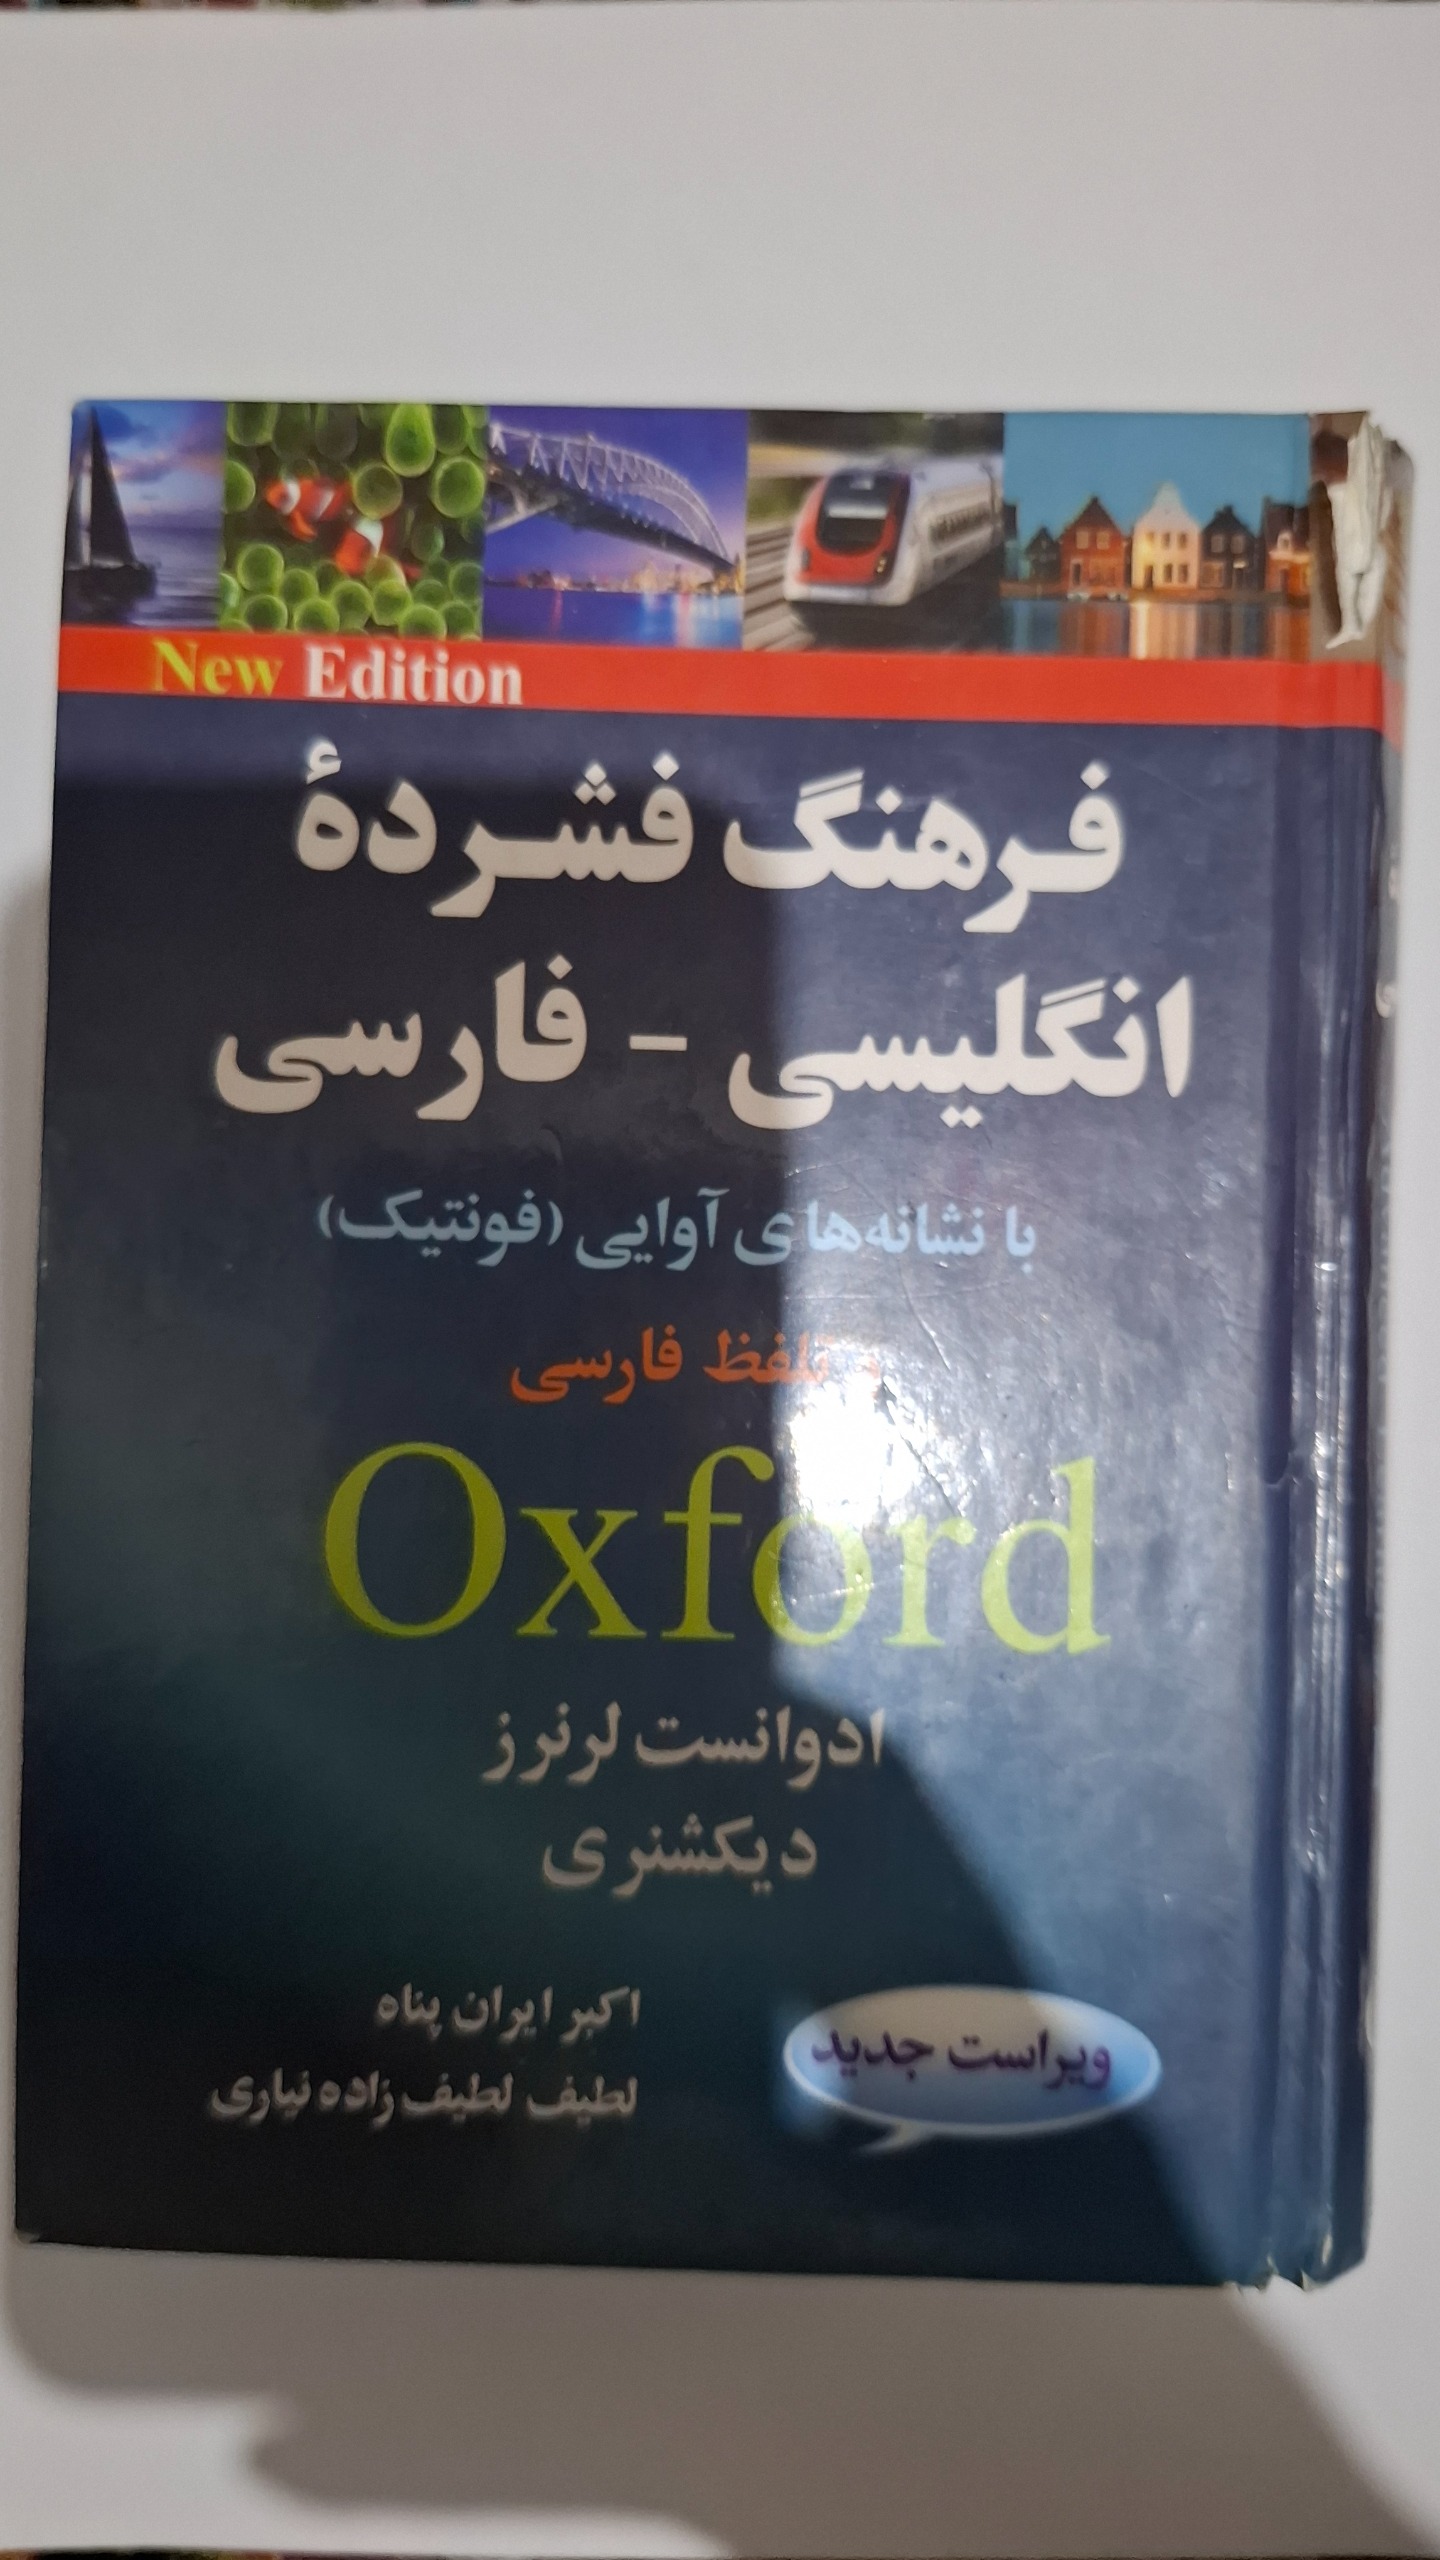 New Edition
فرهنگ فشردهٔ
انگلیسی - فارسی
با نشانه‌های آوایی (فونتیک)
و تلفظ فارسی
Oxford
ادوانست لرنرز
دیکشنری
اکبر ایران پناه
لطیف لطیف زاده نیاری
ویراست جدید